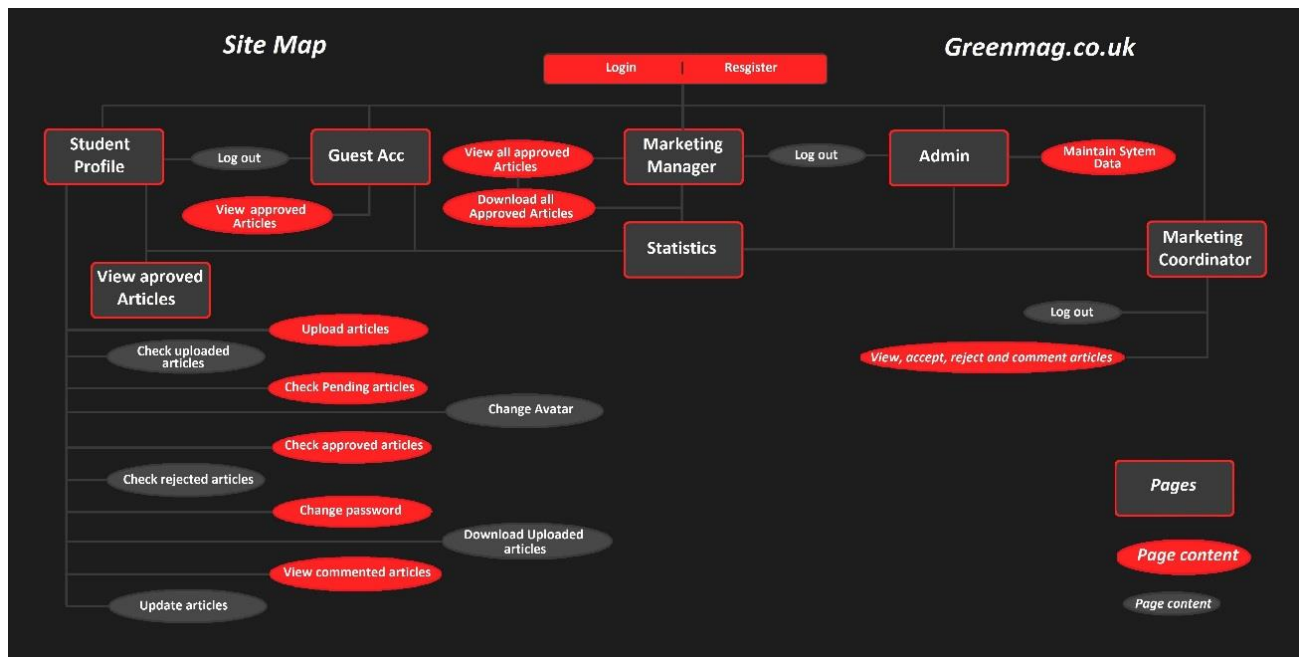 Site Map
Greenmag.co.uk
Login | Resgister
Student
Profile
Log out
Guest Acc
View all approved
Articles
Marketing
Manager
Log out
Admin
Maintain Sytem
Data
View approved
Articles
Download all
Approved Articles
Statistics
Marketing
Coordinator
View aproved
Articles
Log out
Upload articles
Check uploaded
articles
View, accept, reject and comment articles
Check Pending articles
Change Avatar
Check approved articles
Check rejected articles
Pages
Change password
Download Uploaded
articles
Page content
View commented articles
Update articles
Page content